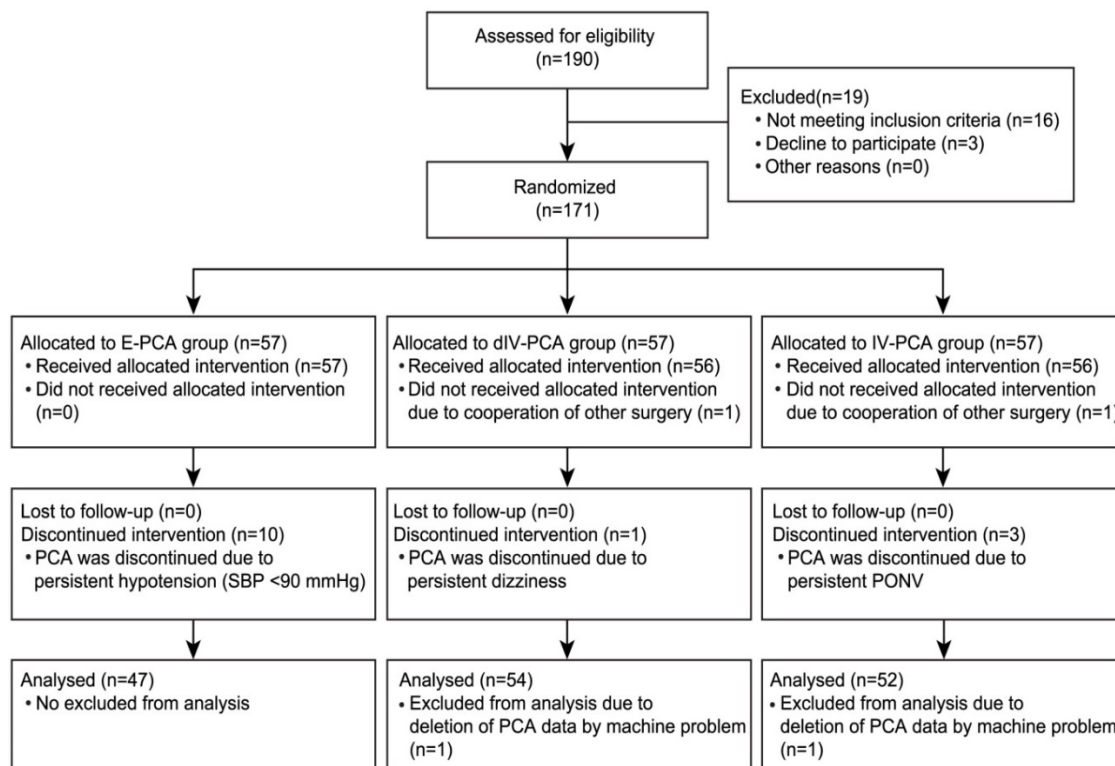 Assessed for eligibility
(n=190)
Excluded(n=19)
• Not meeting inclusion criteria (n=16)
• Decline to participate (n=3)
• Other reasons (n=0)
Randomized
(n=171)
Allocated to E-PCA group (n=57)
• Received allocated intervention (n=57)
• Did not received allocated intervention
(n=0)
Allocated to dIV-PCA group (n=57)
• Received allocated intervention (n=56)
• Did not received allocated intervention
due to cooperation of other surgery (n=1)
Allocated to IV-PCA group (n=57)
• Received allocated intervention (n=56)
• Did not received allocated intervention
due to cooperation of other surgery (n=1)
Lost to follow-up (n=0)
Discontinued intervention (n=10)
• PCA was discontinued due to
persistent hypotension (SBP <90 mmHg)
Lost to follow-up (n=0)
Discontinued intervention (n=1)
• PCA was discontinued due to
persistent dizziness
Lost to follow-up (n=0)
Discontinued intervention (n=3)
• PCA was discontinued due to
persistent PONV
Analysed (n=47)
• No excluded from analysis
Analysed (n=54)
• Excluded from analysis due to
deletion of PCA data by machine problem
(n=1)
Analysed (n=52)
• Excluded from analysis due to
deletion of PCA data by machine problem
(n=1)